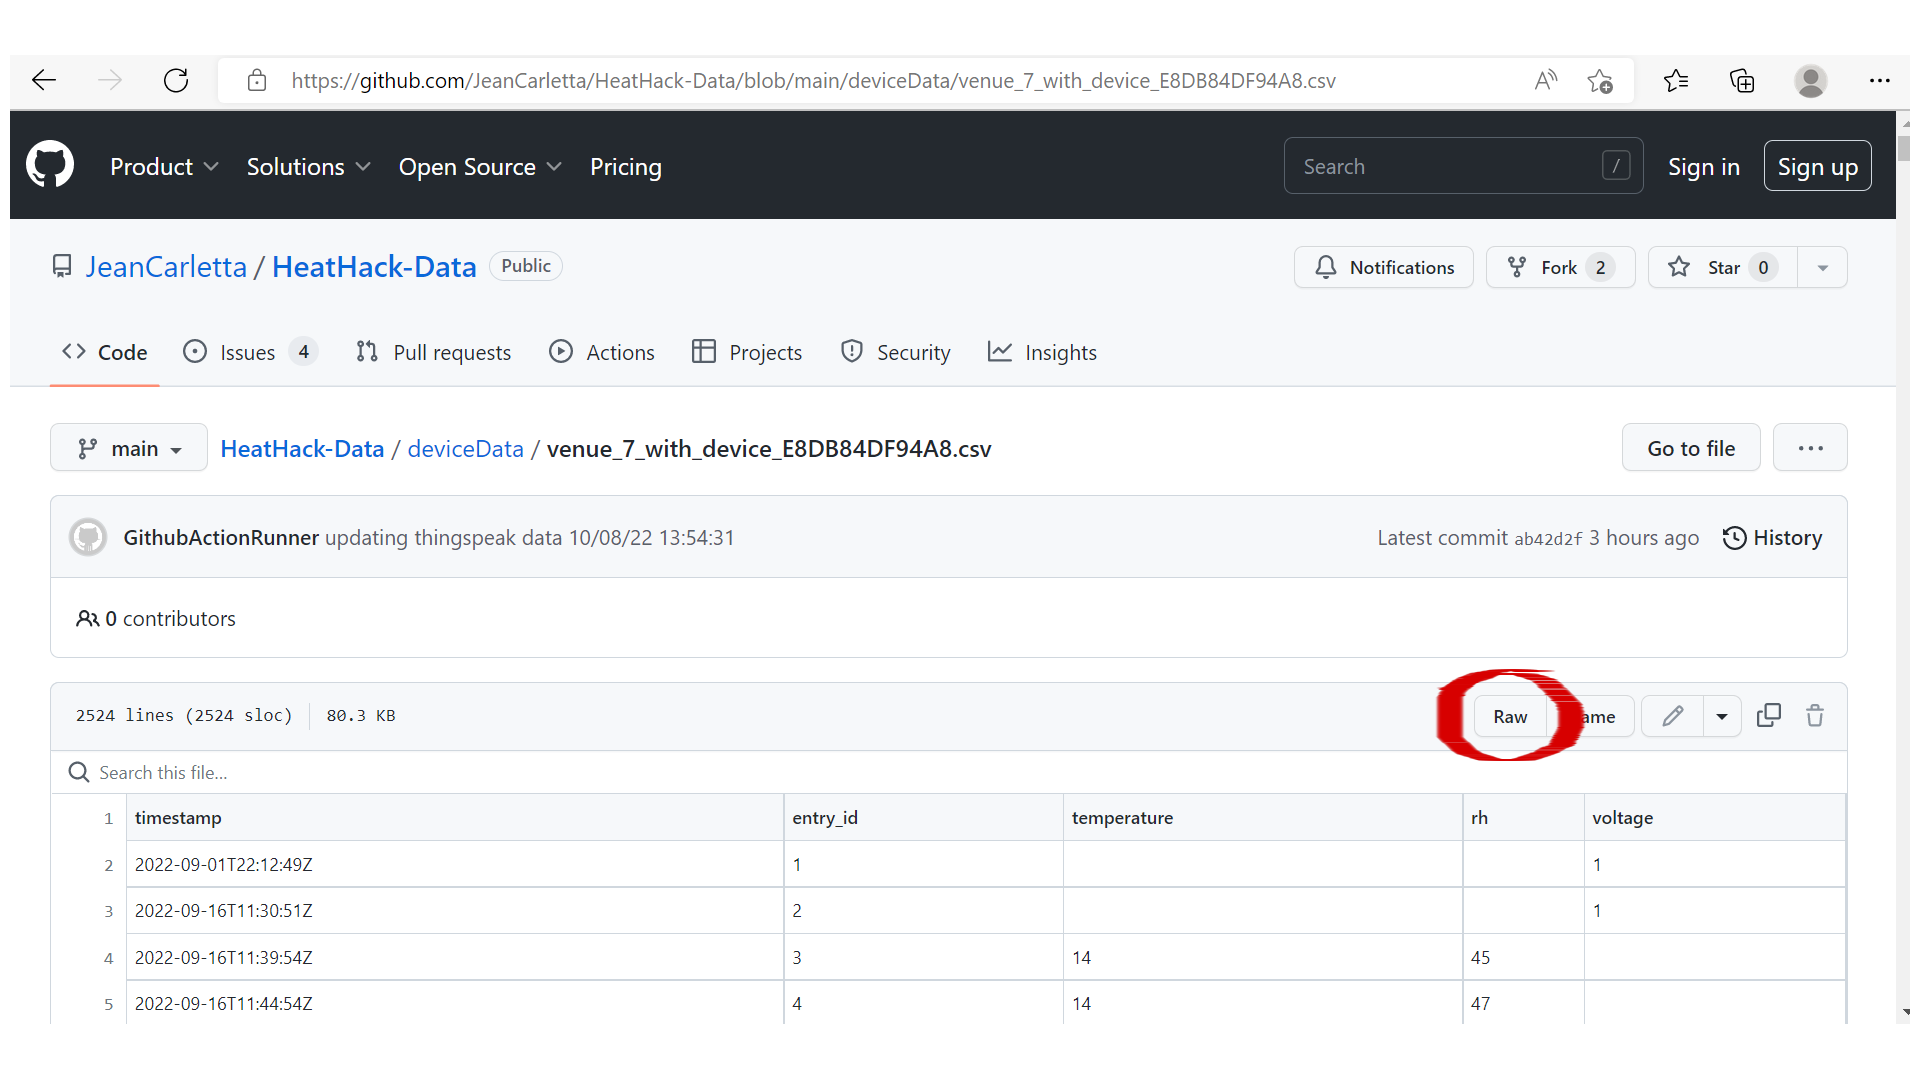 https://github.com/JeanCarletta/HeatHack-Data/blob/main/deviceData/venue_7_with_device_E8DB84DF94A8.csv
Product Solutions Open Source Pricing Search / Sign in Sign up
JeanCarletta / HeatHack-Data Public Notifications Fork 2 Star 0
Code Issues 4 Pull requests Actions Projects Security Insights
main HeatHack-Data / deviceData / venue_7_with_device_E8DB84DF94A8.csv Go to file
GithubActionRunner updating thingspeak data 10/08/22 13:54:31 Latest commit ab42d2f 3 hours ago History
0 contributors
2524 lines (2524 sloc) 80.3 KB Raw
Search this file...
1 timestamp entry_id temperature rh voltage
2 2022-09-01T22:12:49Z 1 1
3 2022-09-16T11:30:51Z 2 1
4 2022-09-16T11:39:54Z 3 14 45
5 2022-09-16T11:44:54Z 4 14 47